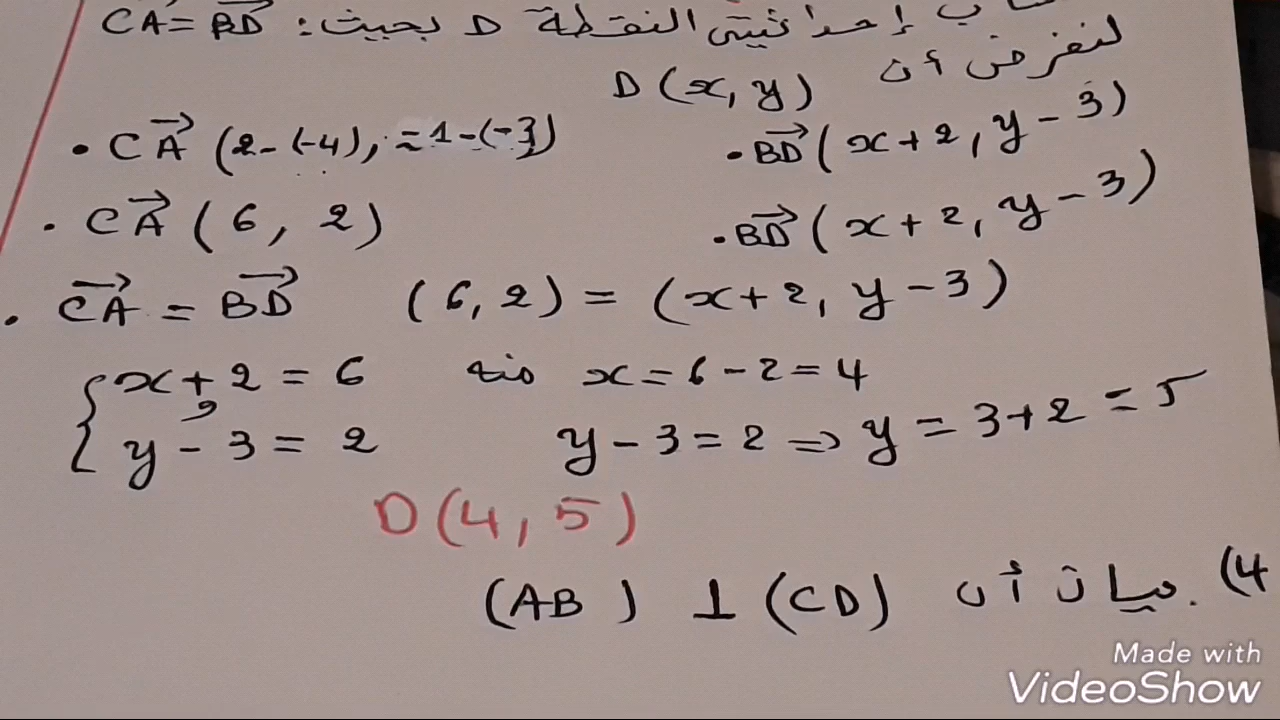 إحداثيتي النقطة D بحيث: CA = BD
لنفرض أن D(x, y)
• CA (2-(-4), -1-(-3)) • BD (x+2, y-3)
• CA (6, 2) • BD (x+2, y-3)
• CA = BD (6, 2) = (x+2, y-3)
x+2 = 6 منه x = 6-2 = 4
و
y-3 = 2 y-3 = 2 ⇒ y = 3+2 = 5
D(4, 5)
4) بيان أن (CD) ⊥ (AB)
Made with
VideoShow